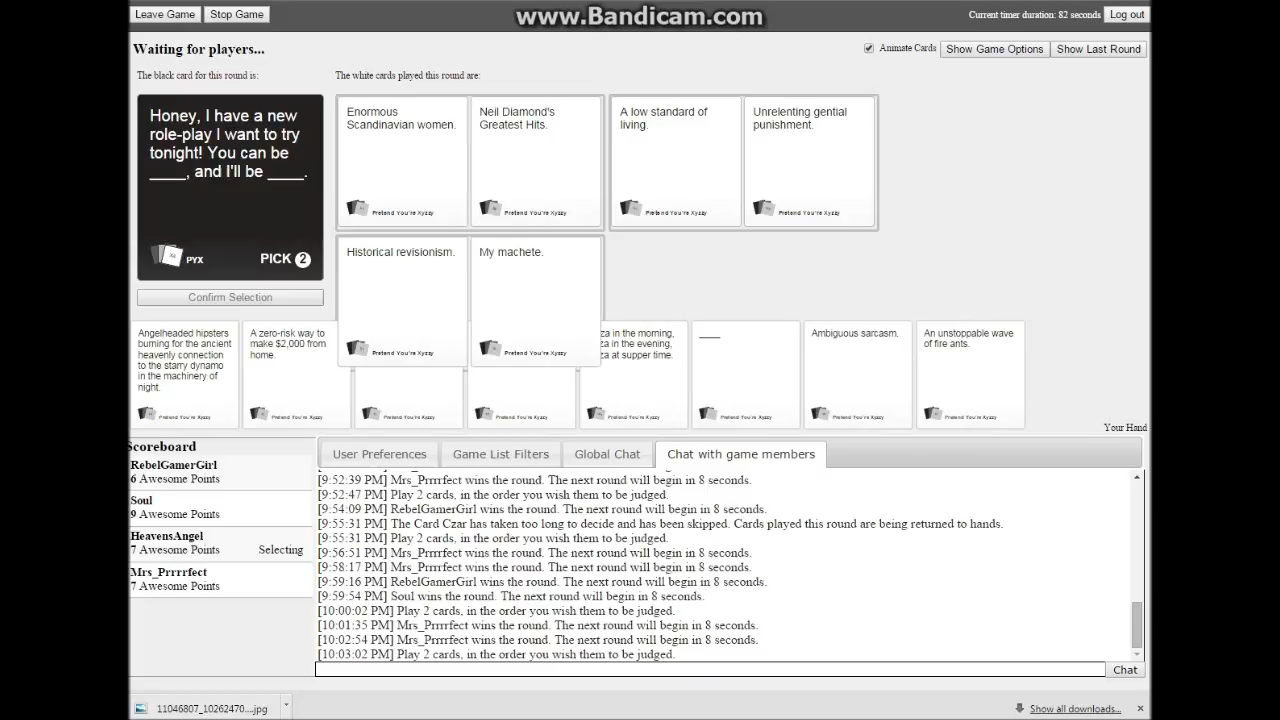 www.Bandicam.com
Leave Game
Stop Game
Current timer duration: 82 seconds
Log out
Waiting for players...
Animate Cards
Show Game Options
Show Last Round
The black card for this round is:
The white cards played this round are:
Honey, I have a new
role-play I want to try
tonight! You can be
____, and I'll be ____.
PYX
PICK 2
Enormous
Scandinavian women.
Pretend You're Xyzzy
Neil Diamond's
Greatest Hits.
Pretend You're Xyzzy
A low standard of
living.
Pretend You're Xyzzy
Unrelenting gential
punishment.
Pretend You're Xyzzy
Historical revisionism.
Pretend You're Xyzzy
My machete.
Pretend You're Xyzzy
Confirm Selection
Angelheaded hipsters
burning for the ancient
heavenly connection
to the starry dynamo
in the machinery of
night.
Pretend You're Xyzzy
A zero-risk way to
make $2,000 from
home.
Pretend You're Xyzzy
Pretend You're Xyzzy
Pretend You're Xyzzy
za in the morning,
za in the evening,
za at supper time.
Pretend You're Xyzzy
____
Pretend You're Xyzzy
Ambiguous sarcasm.
Pretend You're Xyzzy
An unstoppable wave
of fire ants.
Pretend You're Xyzzy
Your Hand
Scoreboard
RebelGamerGirl
6 Awesome Points
Soul
9 Awesome Points
HeavensAngel
7 Awesome Points Selecting
Mrs_Prrrrfect
7 Awesome Points
User Preferences
Game List Filters
Global Chat
Chat with game members
[9:52:39 PM] Mrs_Prrrrfect wins the round. The next round will begin in 8 seconds.
[9:52:47 PM] Play 2 cards, in the order you wish them to be judged.
[9:54:09 PM] RebelGamerGirl wins the round. The next round will begin in 8 seconds.
[9:55:31 PM] The Card Czar has taken too long to decide and has been skipped. Cards played this round are being returned to hands.
[9:55:31 PM] Play 2 cards, in the order you wish them to be judged.
[9:56:51 PM] Mrs_Prrrrfect wins the round. The next round will begin in 8 seconds.
[9:58:17 PM] Mrs_Prrrrfect wins the round. The next round will begin in 8 seconds.
[9:59:16 PM] RebelGamerGirl wins the round. The next round will begin in 8 seconds.
[9:59:54 PM] Soul wins the round. The next round will begin in 8 seconds.
[10:00:02 PM] Play 2 cards, in the order you wish them to be judged.
[10:01:35 PM] Mrs_Prrrrfect wins the round. The next round will begin in 8 seconds.
[10:02:54 PM] Mrs_Prrrrfect wins the round. The next round will begin in 8 seconds.
[10:03:02 PM] Play 2 cards, in the order you wish them to be judged.
Chat
11046807_10262470....jpg
Show all downloads...